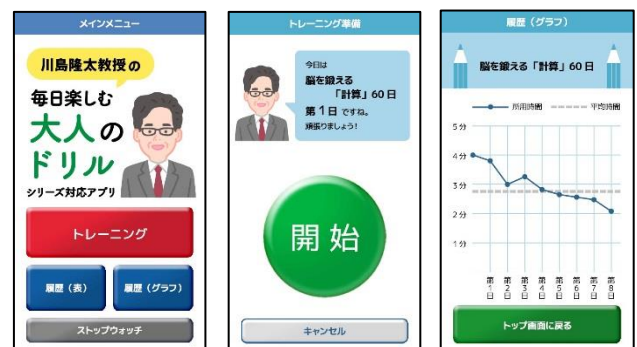 メインメニュー
川島隆太教授の
毎日楽しむ
大人の
ドリル
シリーズ対応アプリ
トレーニング
履歴（表）
履歴（グラフ）
ストップウォッチ
トレーニング準備
今日は
脳を鍛える
「計算」60日
第1日 ですね。
頑張りましょう！
開始
キャンセル
履歴（グラフ）
脳を鍛える「計算」60日
所用時間
平均時間
5分
4分
3分
2分
1分
第1日
第2日
第3日
第4日
第5日
第6日
第7日
第8日
トップ画面に戻る